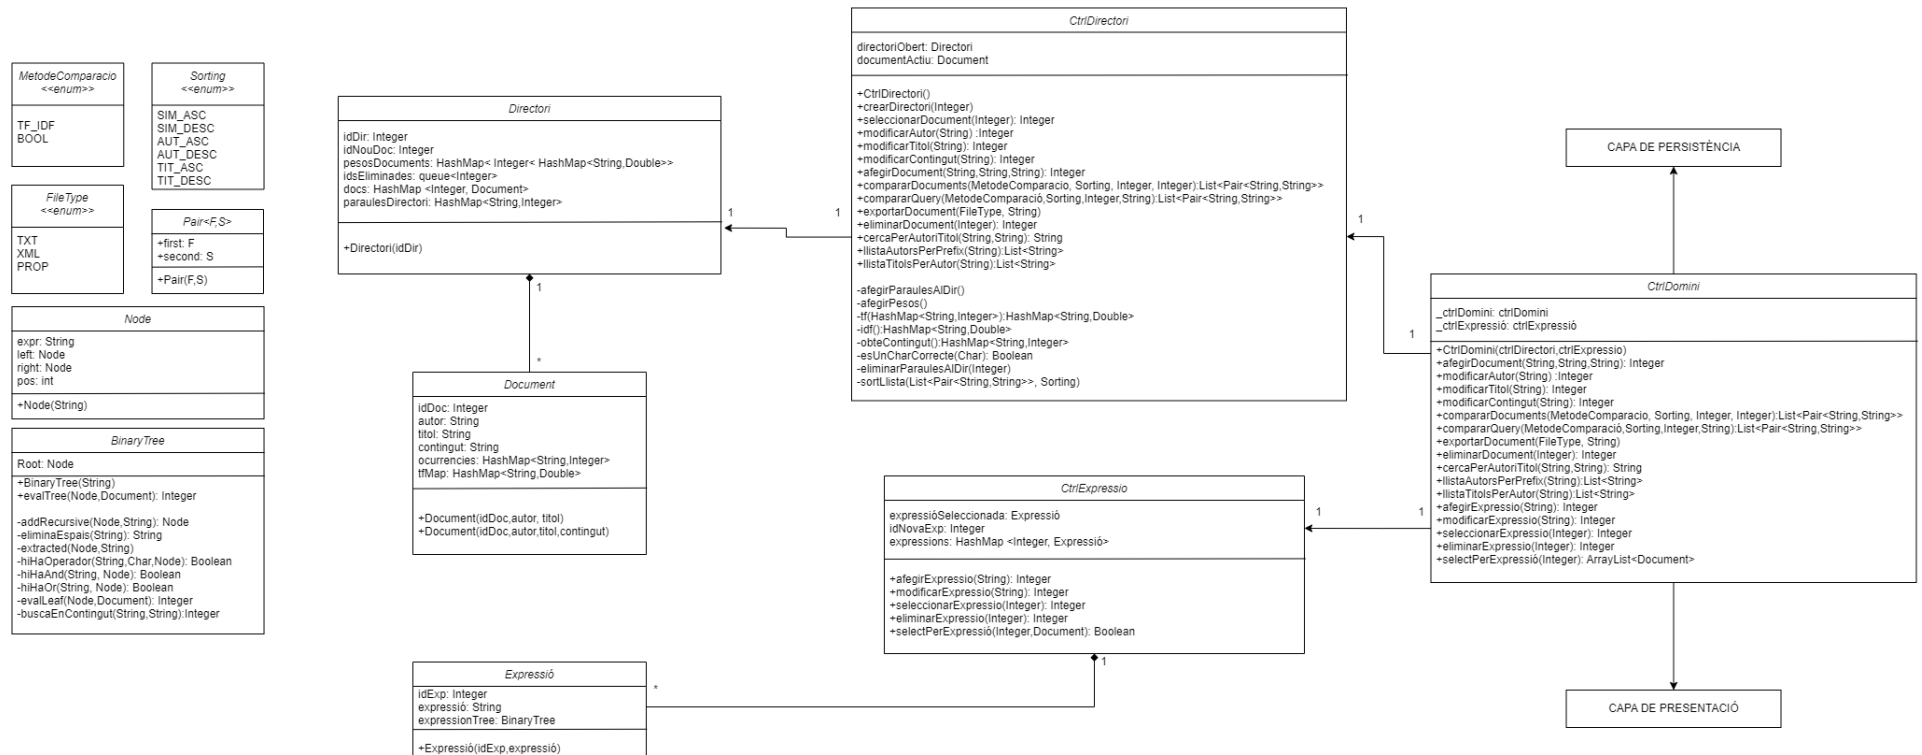 MetodeComparacio
<<enum>>
TF_IDF
BOOL
Sorting
<<enum>>
SIM_ASC
SIM_DESC
AUT_ASC
AUT_DESC
TIT_ASC
TIT_DESC
FileType
<<enum>>
TXT
XML
PROP
Pair<F,S>
+first: F
+second: S
+Pair(F,S)
Node
expr: String
left: Node
right: Node
pos: int
+Node(String)
BinaryTree
Root: Node
+BinaryTree(String)
+evalTree(Node,Document): Integer
-addRecursive(Node,String): Node
-eliminaEspais(String): String
-extracted(Node,String)
-hiHaOperador(String,Char,Node): Boolean
-hiHaAnd(String, Node): Boolean
-hiHaOr(String, Node): Boolean
-evalLeaf(Node,Document): Integer
-buscaEnContingut(String,String):Integer
Directori
idDir: Integer
idNouDoc: Integer
pesosDocuments: HashMap< Integer< HashMap<String,Double>>
idsEliminades: queue<Integer>
docs: HashMap <Integer, Document>
paraulesDirectori: HashMap<String,Integer>
+Directori(idDir)
1
1
1
*
Document
idDoc: Integer
autor: String
titol: String
contingut: String
ocurrencies: HashMap<String,Integer>
tfMap: HashMap<String,Double>
+Document(idDoc,autor, titol)
+Document(idDoc,autor,titol,contingut)
Expressió
idExp: Integer
expressió: String
expressionTree: BinaryTree
+Expressió(idExp,expressió)
*
1
CtrlDirectori
directoriObert: Directori
documentActiu: Document
+CtrlDirectori()
+crearDirectori(Integer)
+seleccionarDocument(Integer): Integer
+modificarAutor(String) :Integer
+modificarTitol(String): Integer
+modificarContingut(String): Integer
+afegirDocument(String,String,String): Integer
+compararDocuments(MetodeComparacio, Sorting, Integer, Integer):List<Pair<String,String>>
+compararQuery(MetodeComparació,Sorting,Integer,String):List<Pair<String,String>>
+exportarDocument(FileType, String)
+eliminarDocument(Integer): Integer
+cercaPerAutoriTitol(String,String): String
+llistaAutorsPerPrefix(String):List<String>
+llistaTitolsPerAutor(String):List<String>
-afegirParaulesAlDir()
-afegirPesos()
-tf(HashMap<String,Integer>):HashMap<String,Double>
-idf():HashMap<String,Double>
-obteContingut():HashMap<String,Integer>
-esUnCharCorrecte(Char): Boolean
-eliminarParaulesAlDir(Integer)
-sortLlista(List<Pair<String,String>>, Sorting)
CtrlExpressio
expressióSeleccionada: Expressió
idNovaExp: Integer
expressions: HashMap <Integer, Expressió>
+afegirExpressio(String): Integer
+modificarExpressio(String): Integer
+seleccionarExpressio(Integer): Integer
+eliminarExpressio(Integer): Integer
+selectPerExpressió(Integer,Document): Boolean
1
1
1
1
CAPA DE PERSISTÈNCIA
CtrlDomini
_ctrlDomini: ctrlDomini
_ctrlExpressió: ctrlExpressió
+CtrlDomini(ctrlDirectori,ctrlExpressio)
+afegirDocument(String,String,String): Integer
+modificarAutor(String) :Integer
+modificarTitol(String): Integer
+modificarContingut(String): Integer
+compararDocuments(MetodeComparacio, Sorting, Integer, Integer):List<Pair<String,String>>
+compararQuery(MetodeComparació,Sorting,Integer,String):List<Pair<String,String>>
+exportarDocument(FileType, String)
+eliminarDocument(Integer): Integer
+cercaPerAutoriTitol(String,String): String
+llistaAutorsPerPrefix(String):List<String>
+llistaTitolsPerAutor(String):List<String>
+afegirExpressio(String): Integer
+modificarExpressio(String): Integer
+seleccionarExpressio(Integer): Integer
+eliminarExpressio(Integer): Integer
+selectPerExpressió(Integer): ArrayList<Document>
CAPA DE PRESENTACIÓ